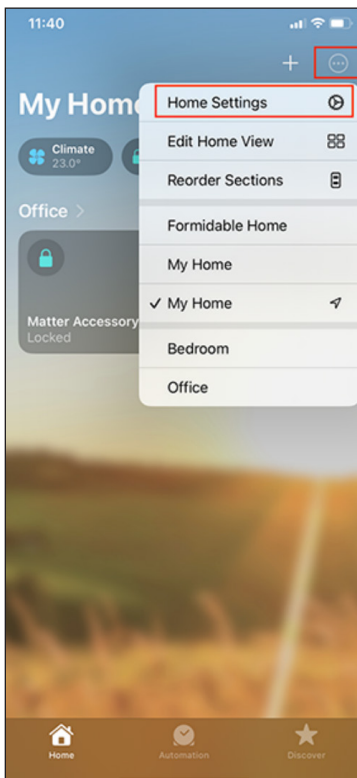 11:40
My Hom
Home Settings
Edit Home View
Reorder Sections
Climate
23.0°
Office
Formidable Home
My Home
My Home
Matter Accessory
Locked
Bedroom
Office
Home
Automation
Discover